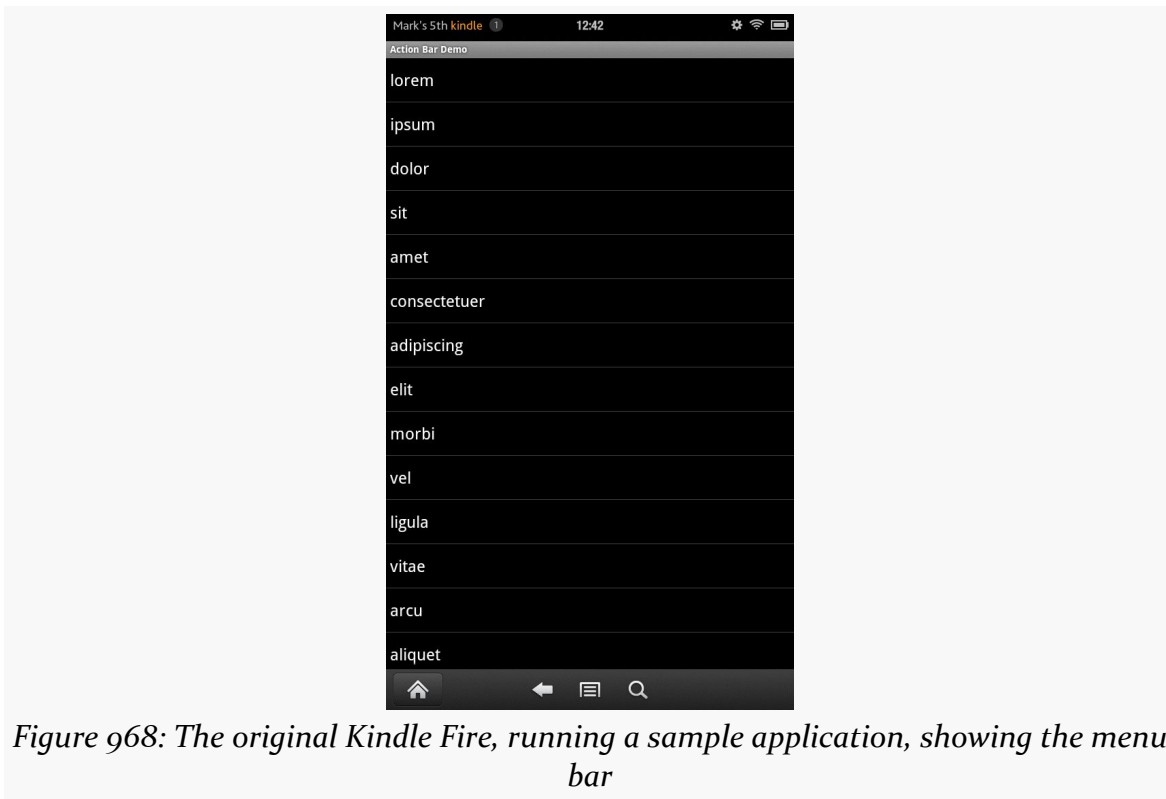 Mark's 5th kindle 1 12:42
Action Bar Demo
lorem
ipsum
dolor
sit
amet
consectetuer
adipiscing
elit
morbi
vel
ligula
vitae
arcu
aliquet
Figure 968: The original Kindle Fire, running a sample application, showing the menu
bar